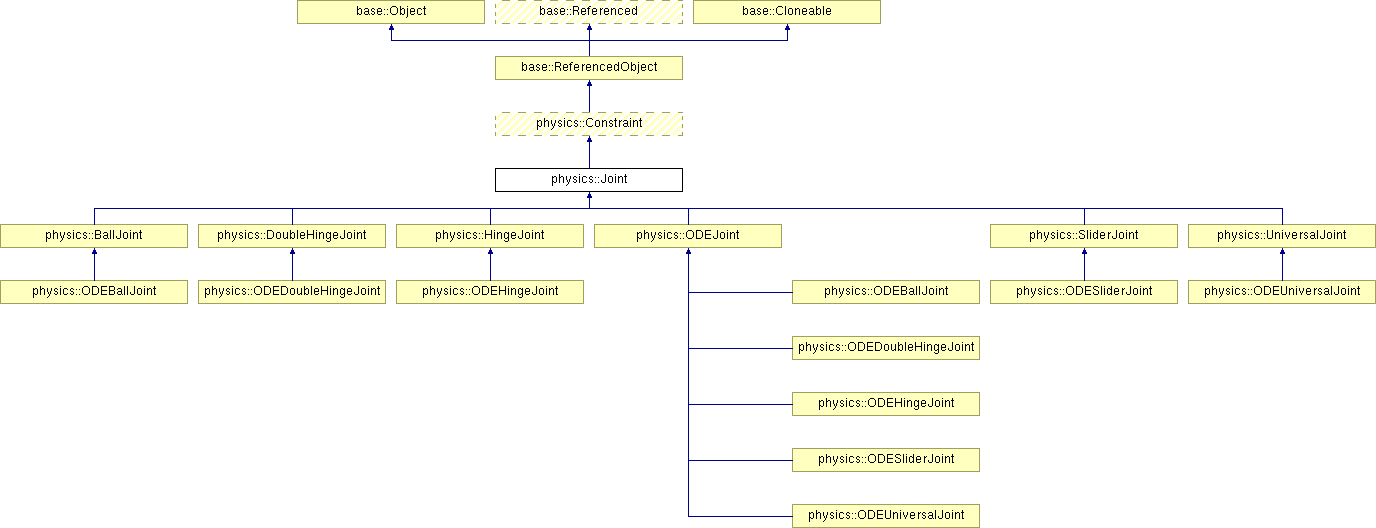 base::Object
base::Referenced
base::Cloneable
base::ReferencedObject
physics::Constraint
physics::Joint
physics::BallJoint
physics::DoubleHingeJoint
physics::HingeJoint
physics::ODEJoint
physics::SliderJoint
physics::UniversalJoint
physics::ODEBallJoint
physics::ODEDoubleHingeJoint
physics::ODEHingeJoint
physics::ODEBallJoint
physics::ODESliderJoint
physics::ODEUniversalJoint
physics::ODEDoubleHingeJoint
physics::ODEHingeJoint
physics::ODESliderJoint
physics::ODEUniversalJoint